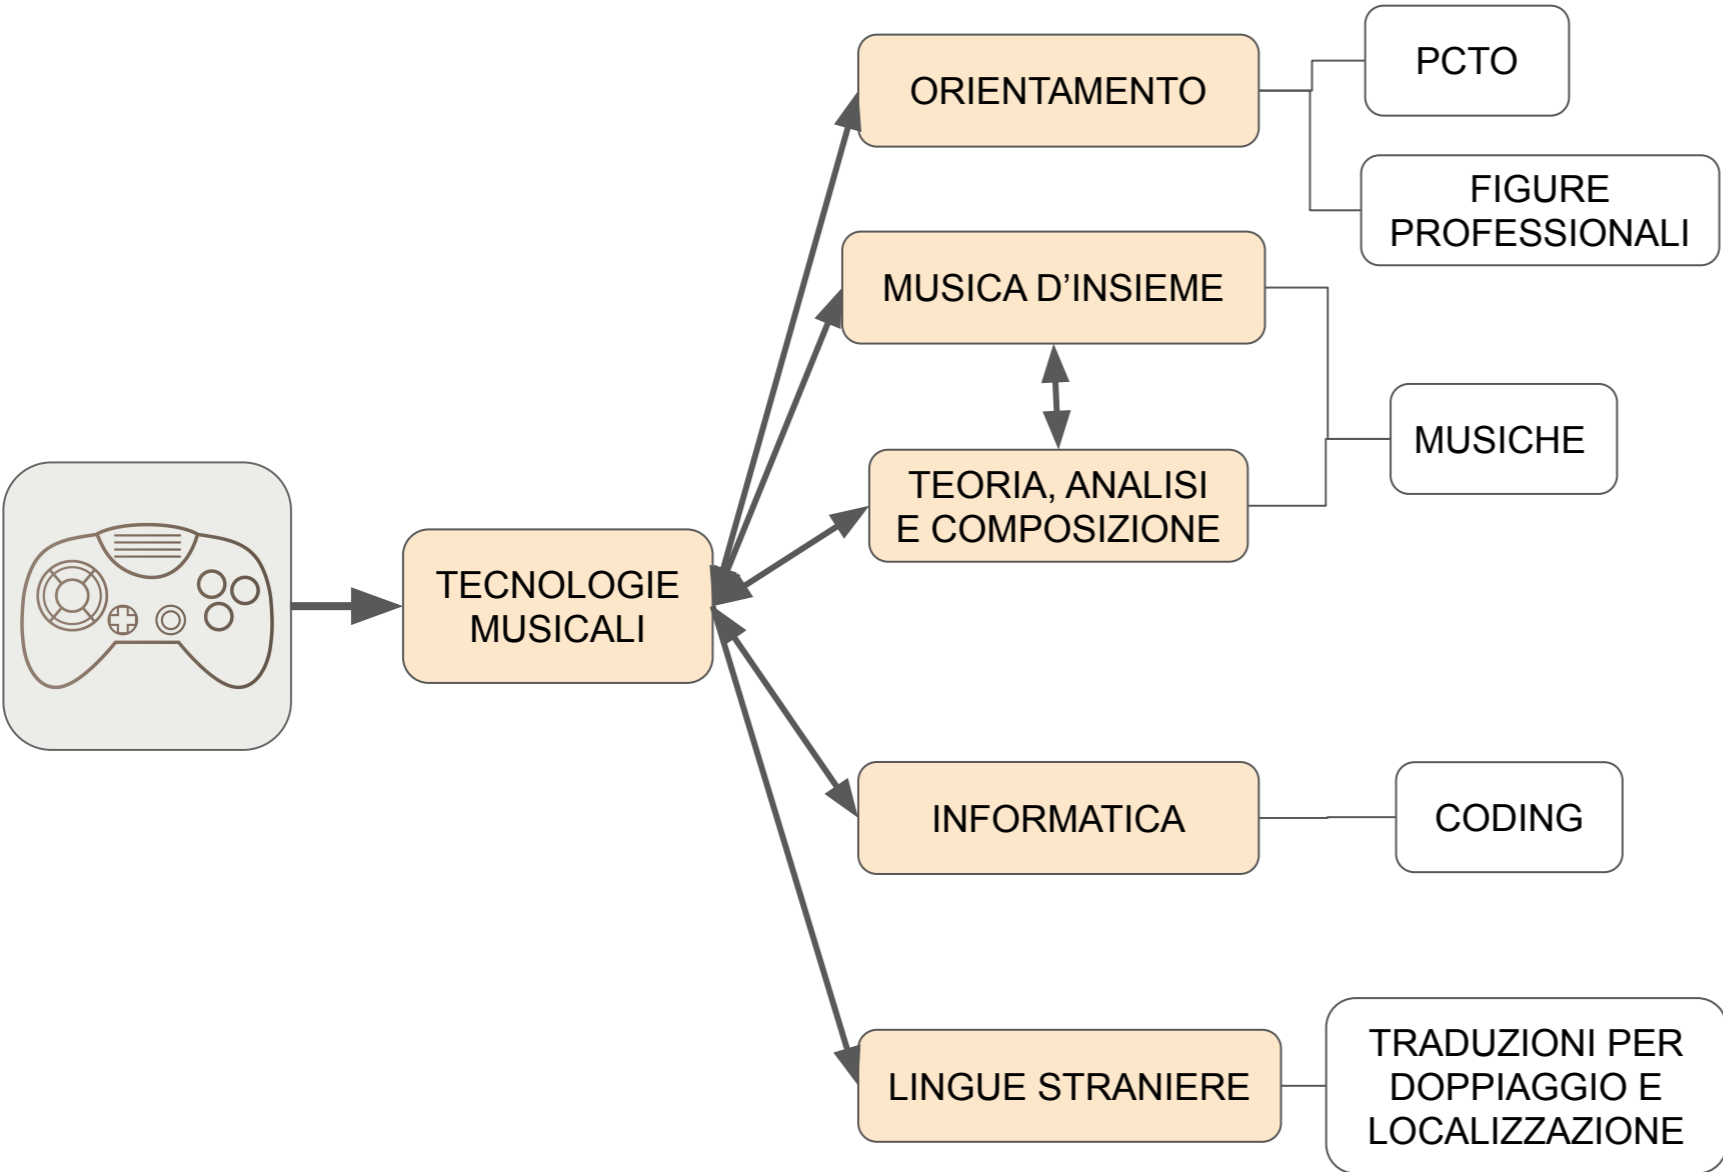 PCTO
ORIENTAMENTO
FIGURE
PROFESSIONALI
MUSICA D’INSIEME
MUSICHE
TEORIA, ANALISI
E COMPOSIZIONE
TECNOLOGIE
MUSICALI
INFORMATICA
CODING
LINGUE STRANIERE
TRADUZIONI PER
DOPPIAGGIO E
LOCALIZZAZIONE